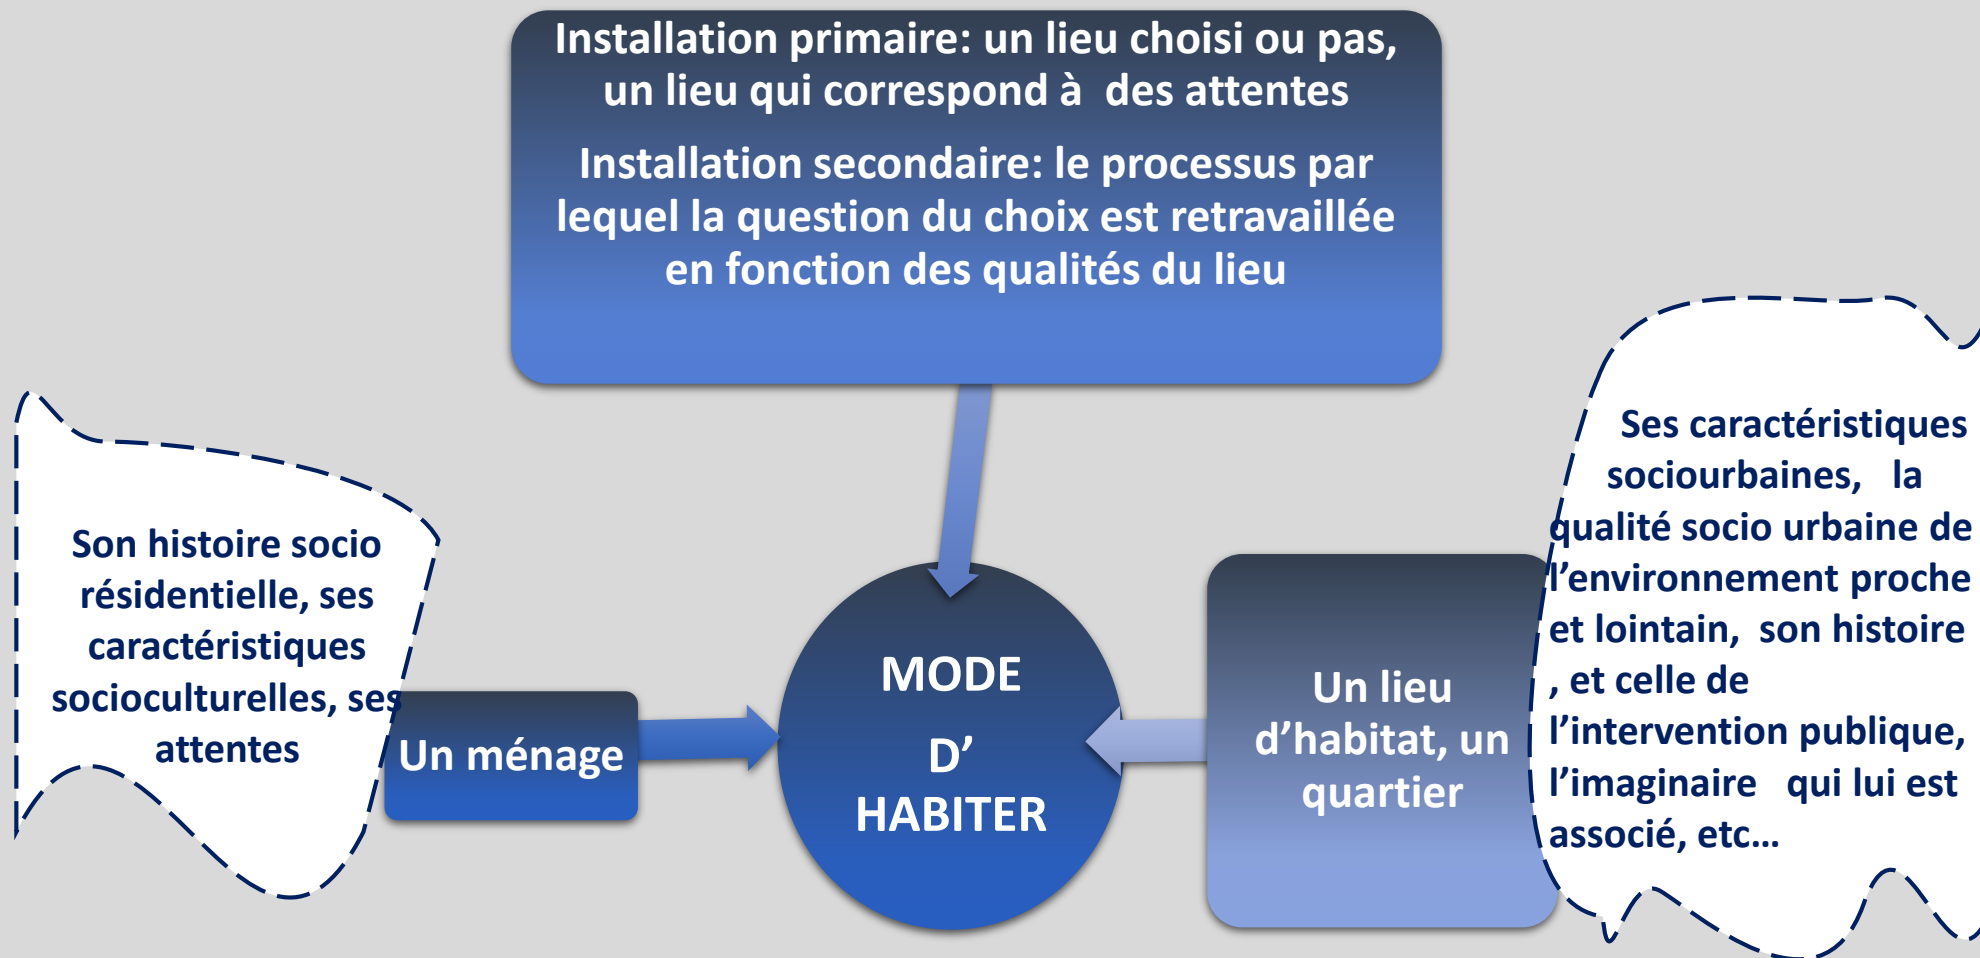 Installation primaire: un lieu choisi ou pas,
un lieu qui correspond à des attentes
Installation secondaire: le processus par
lequel la question du choix est retravaillée
en fonction des qualités du lieu
Son histoire socio
résidentielle, ses
caractéristiques
socioculturelles, ses
attentes
Un ménage
MODE
D’
HABITER
Un lieu
d’habitat, un
quartier
Ses caractéristiques
sociourbaines, la
qualité socio urbaine de
l’environnement proche
et lointain, son histoire
, et celle de
l’intervention publique,
l’imaginaire qui lui est
associé, etc…